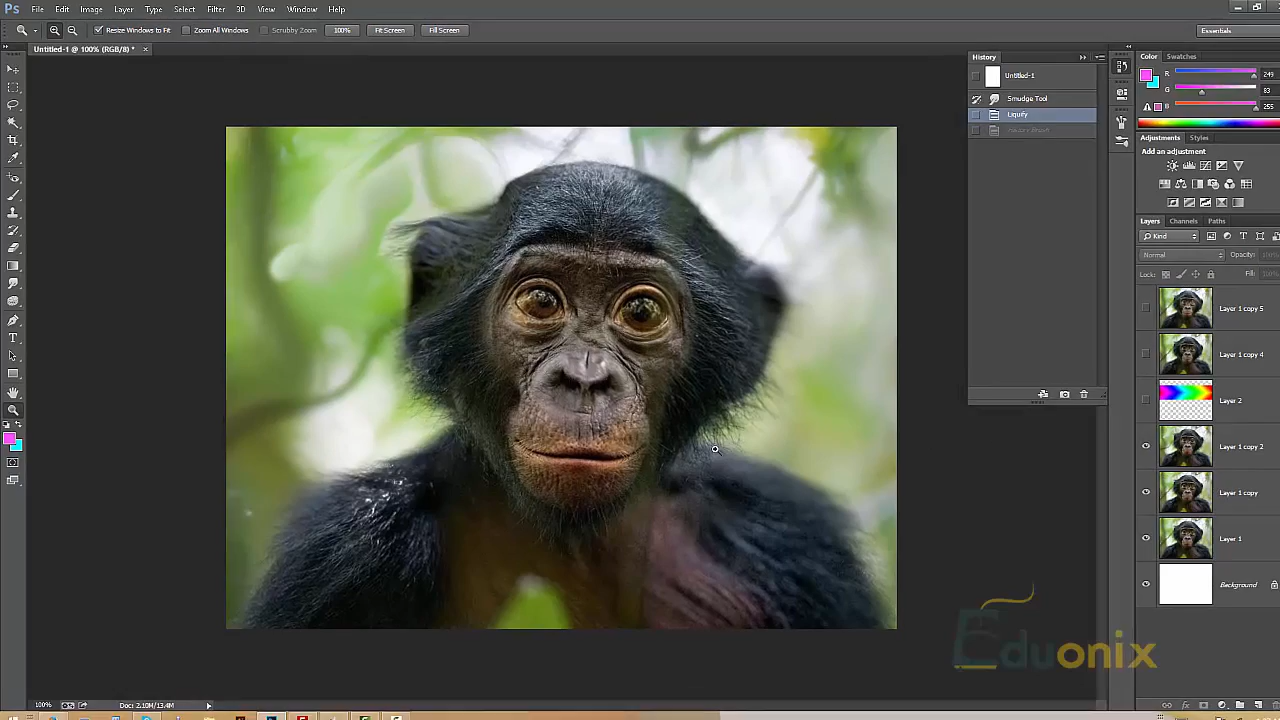 Ps File Edit Image Layer Type Select Filter 3D View Window Help
Resize Windows to Fit Zoom All Windows Scrubby Zoom 100% Fit Screen Fill Screen Essentials
Untitled-1 @ 100% (RGB/8) * ×
History
Untitled-1
Smudge Tool
Liquify
History Brush
Color Swatches
R 249
G 83
B 255
Adjustments Styles
Add an adjustment
Layers Channels Paths
Kind
Normal Opacity:
Lock: Fill: 100%
Layer 1 copy 5
Layer 1 copy 4
Layer 2
Layer 1 copy 2
Layer 1 copy
Layer 1
Background
Eduonix
100% Doc: 2.10M/13.4M